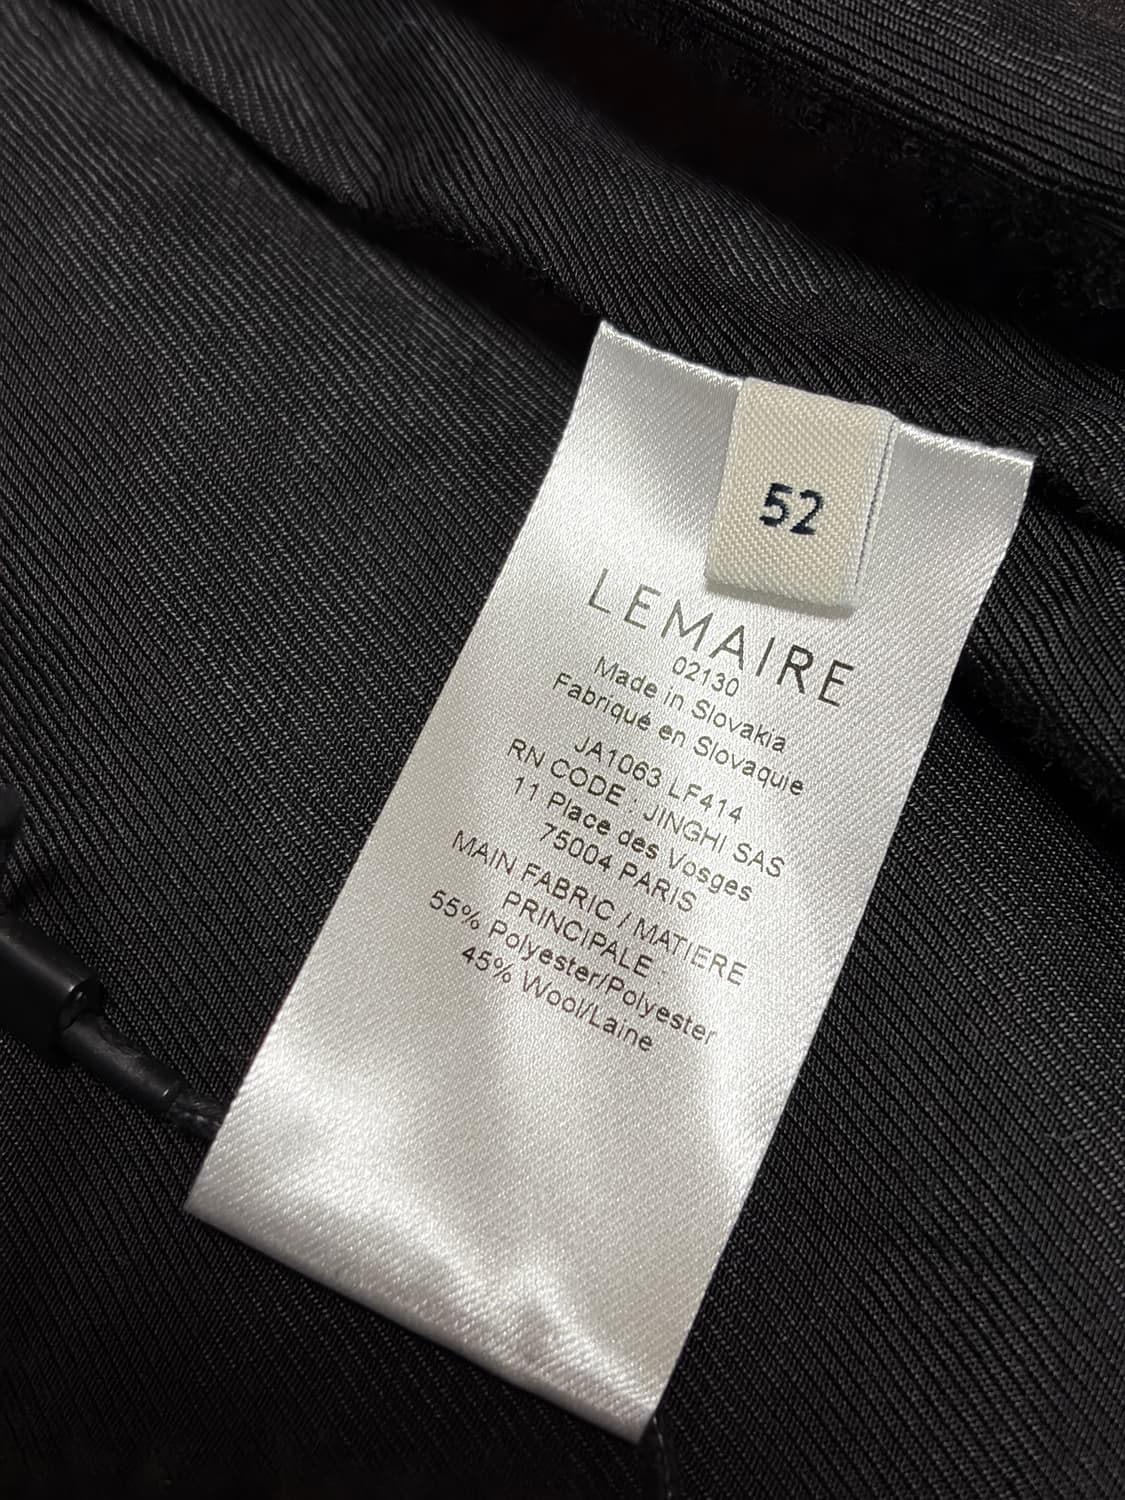 52
LEMAIRE
02130
Made in Slovakia
Fabriqué en Slovaquie
JA1063 LF414
RN CODE : JINGHI SAS
11 Place des Vosges
75004 PARIS
MAIN FABRIC / MATIERE
PRINCIPALE :
55% Polyester/Polyester
45% Wool/Laine